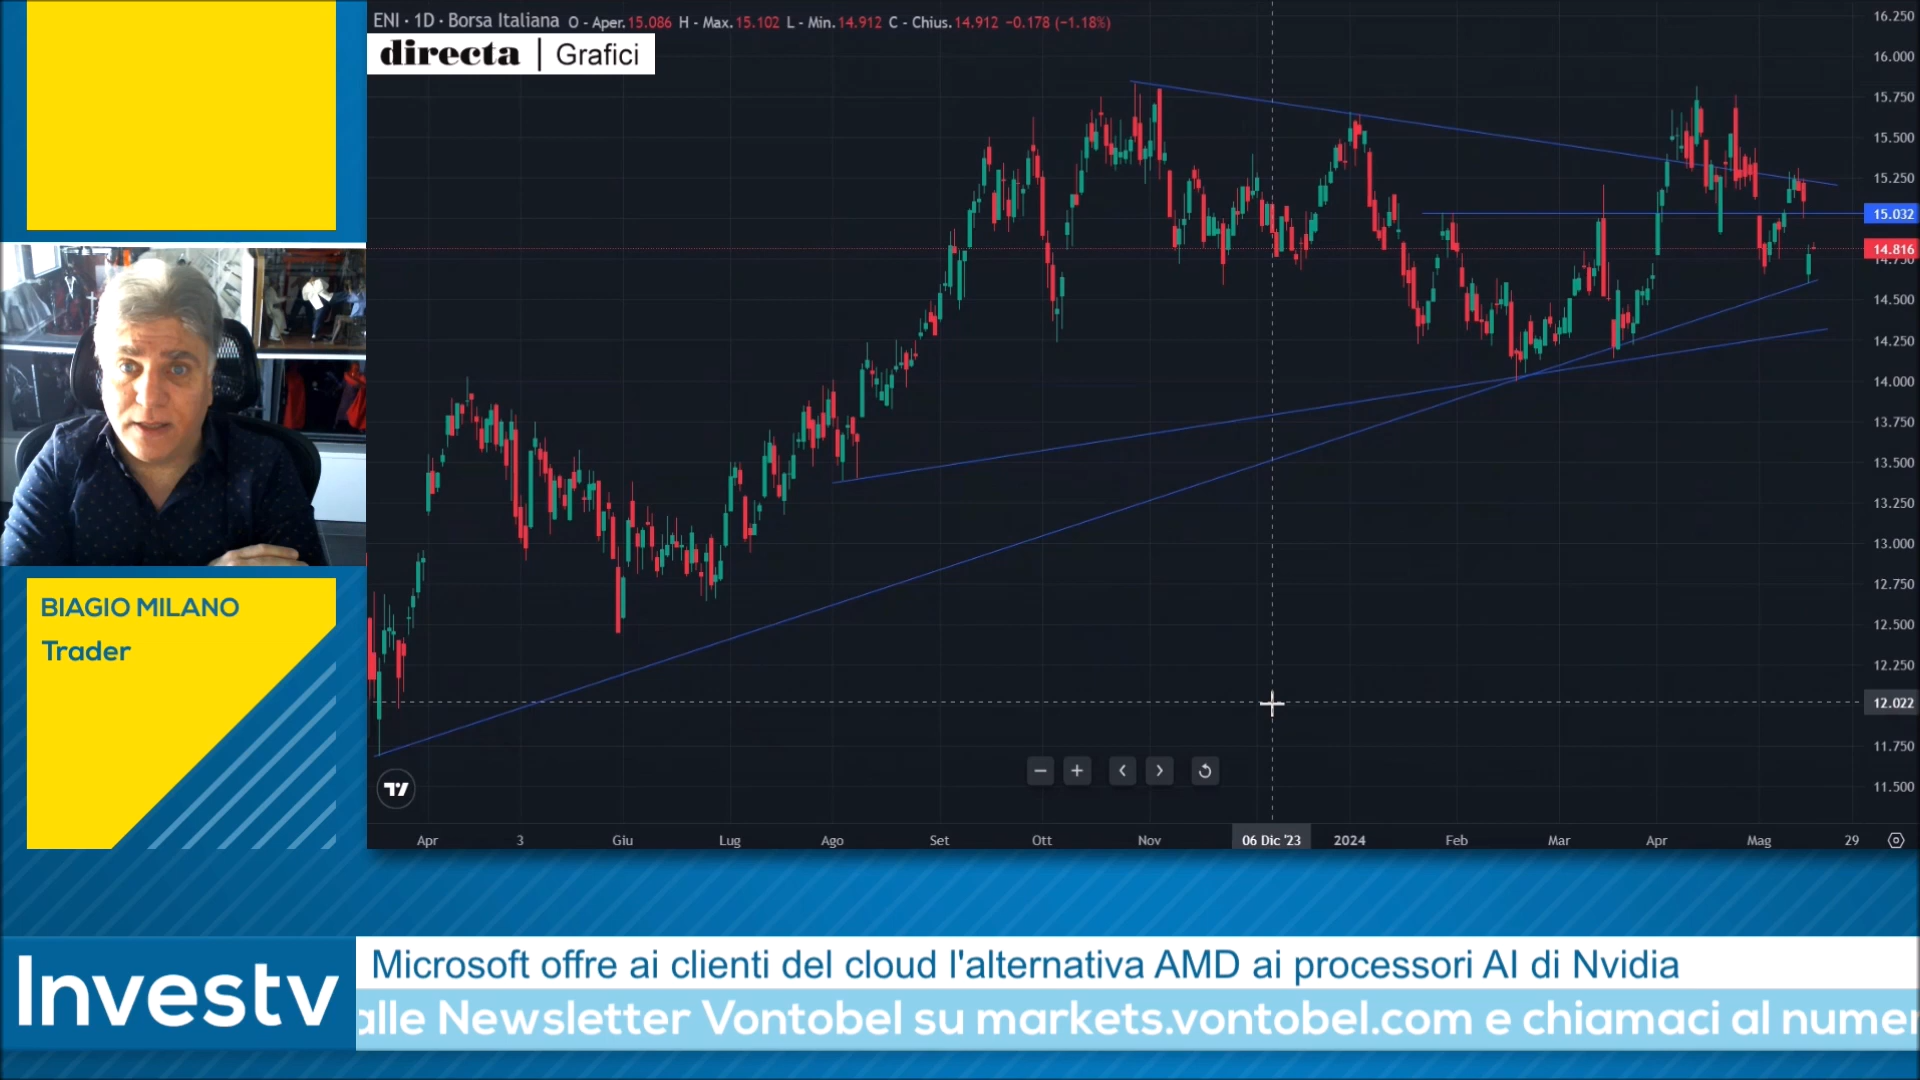 ENI · 1D · Borsa Italiana O - Aper. 15.086 H - Max. 15.102 L - Min. 14.912 C - Chius. 14.912 −0.178 (−1.18%)
directa | Grafici
16.250
16.000
15.750
15.500
15.250
15.032
14.816
14.750
14.500
14.250
14.000
13.750
13.500
13.250
13.000
12.750
12.500
12.250
12.022
11.750
11.500
BIAGIO MILANO
Trader
Apr 3 Giu Lug Ago Set Ott Nov 06 Dic '23 2024 Feb Mar Apr Mag 29
Investv
Microsoft offre ai clienti del cloud l'alternativa AMD ai processori AI di Nvidia
alle Newsletter Vontobel su markets.vontobel.com e chiamaci al numer